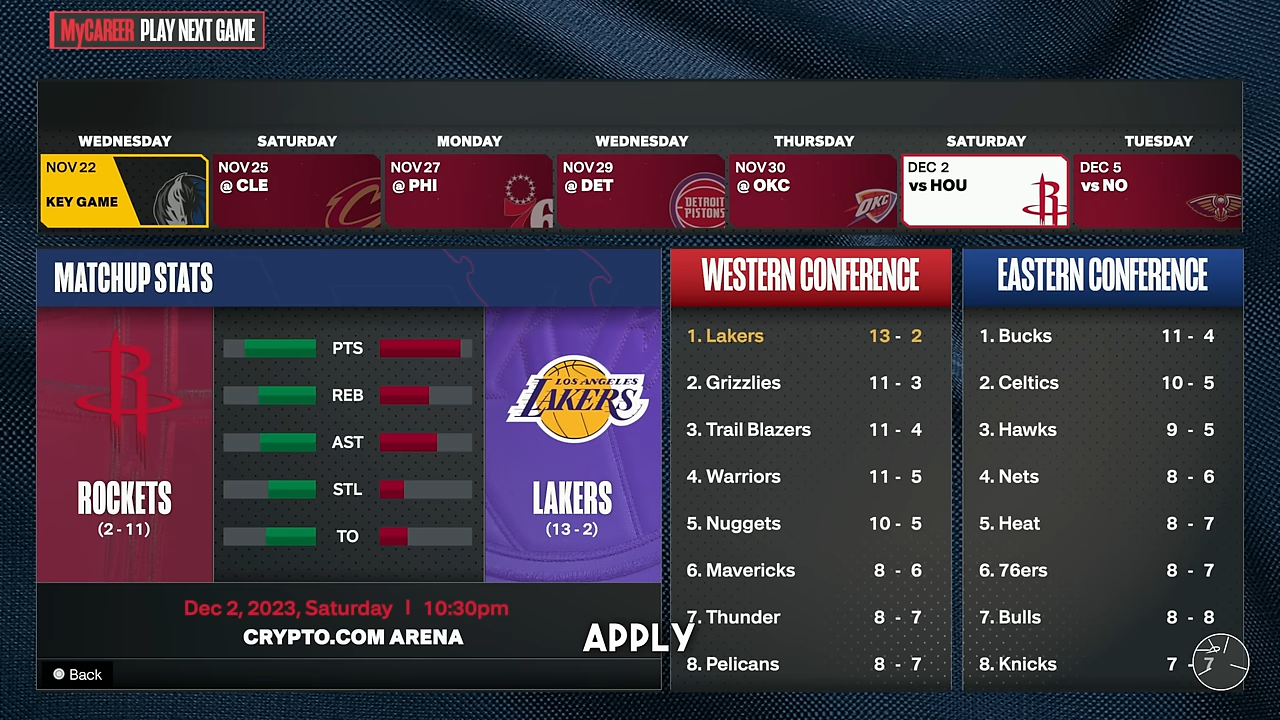 MyCAREER PLAY NEXT GAME
WEDNESDAY
NOV 22
KEY GAME
SATURDAY
NOV 25
@ CLE
MONDAY
NOV 27
@ PHI
WEDNESDAY
NOV 29
@ DET
DETROIT
PISTONS
THURSDAY
NOV 30
@ OKC
OKC
SATURDAY
DEC 2
vs HOU
TUESDAY
DEC 5
vs NO
MATCHUP STATS
ROCKETS
(2 - 11)
PTS
REB
AST
STL
TO
LOS ANGELES
LAKERS
LAKERS
(13 - 2)
Dec 2, 2023, Saturday | 10:30pm
CRYPTO.COM ARENA
APPLY
Back
WESTERN CONFERENCE
1. Lakers 13 - 2
2. Grizzlies 11 - 3
3. Trail Blazers 11 - 4
4. Warriors 11 - 5
5. Nuggets 10 - 5
6. Mavericks 8 - 6
7. Thunder 8 - 7
8. Pelicans 8 - 7
EASTERN CONFERENCE
1. Bucks 11 - 4
2. Celtics 10 - 5
3. Hawks 9 - 5
4. Nets 8 - 6
5. Heat 8 - 7
6. 76ers 8 - 7
7. Bulls 8 - 8
8. Knicks 7 - 7